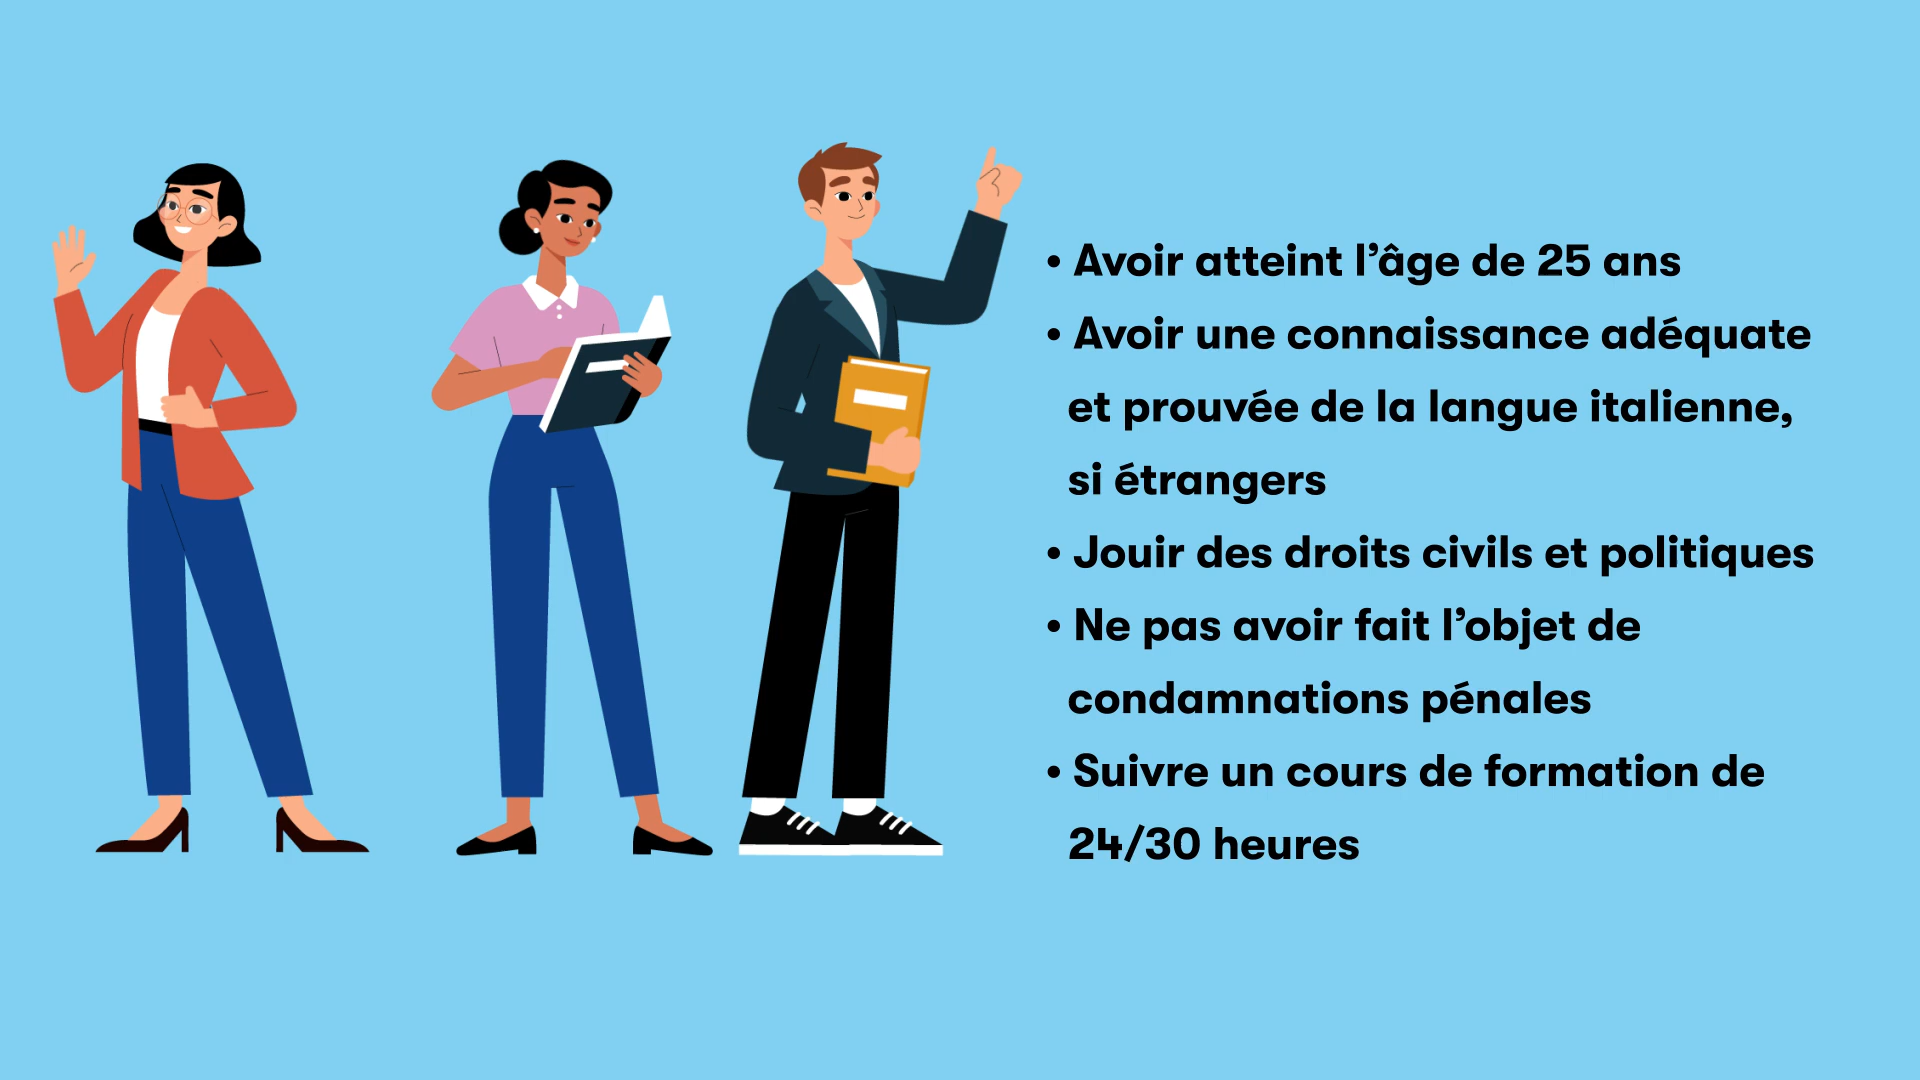 • Avoir atteint l’âge de 25 ans
• Avoir une connaissance adéquate
et prouvée de la langue italienne,
si étrangers
• Jouir des droits civils et politiques
• Ne pas avoir fait l’objet de
condamnations pénales
• Suivre un cours de formation de
24/30 heures